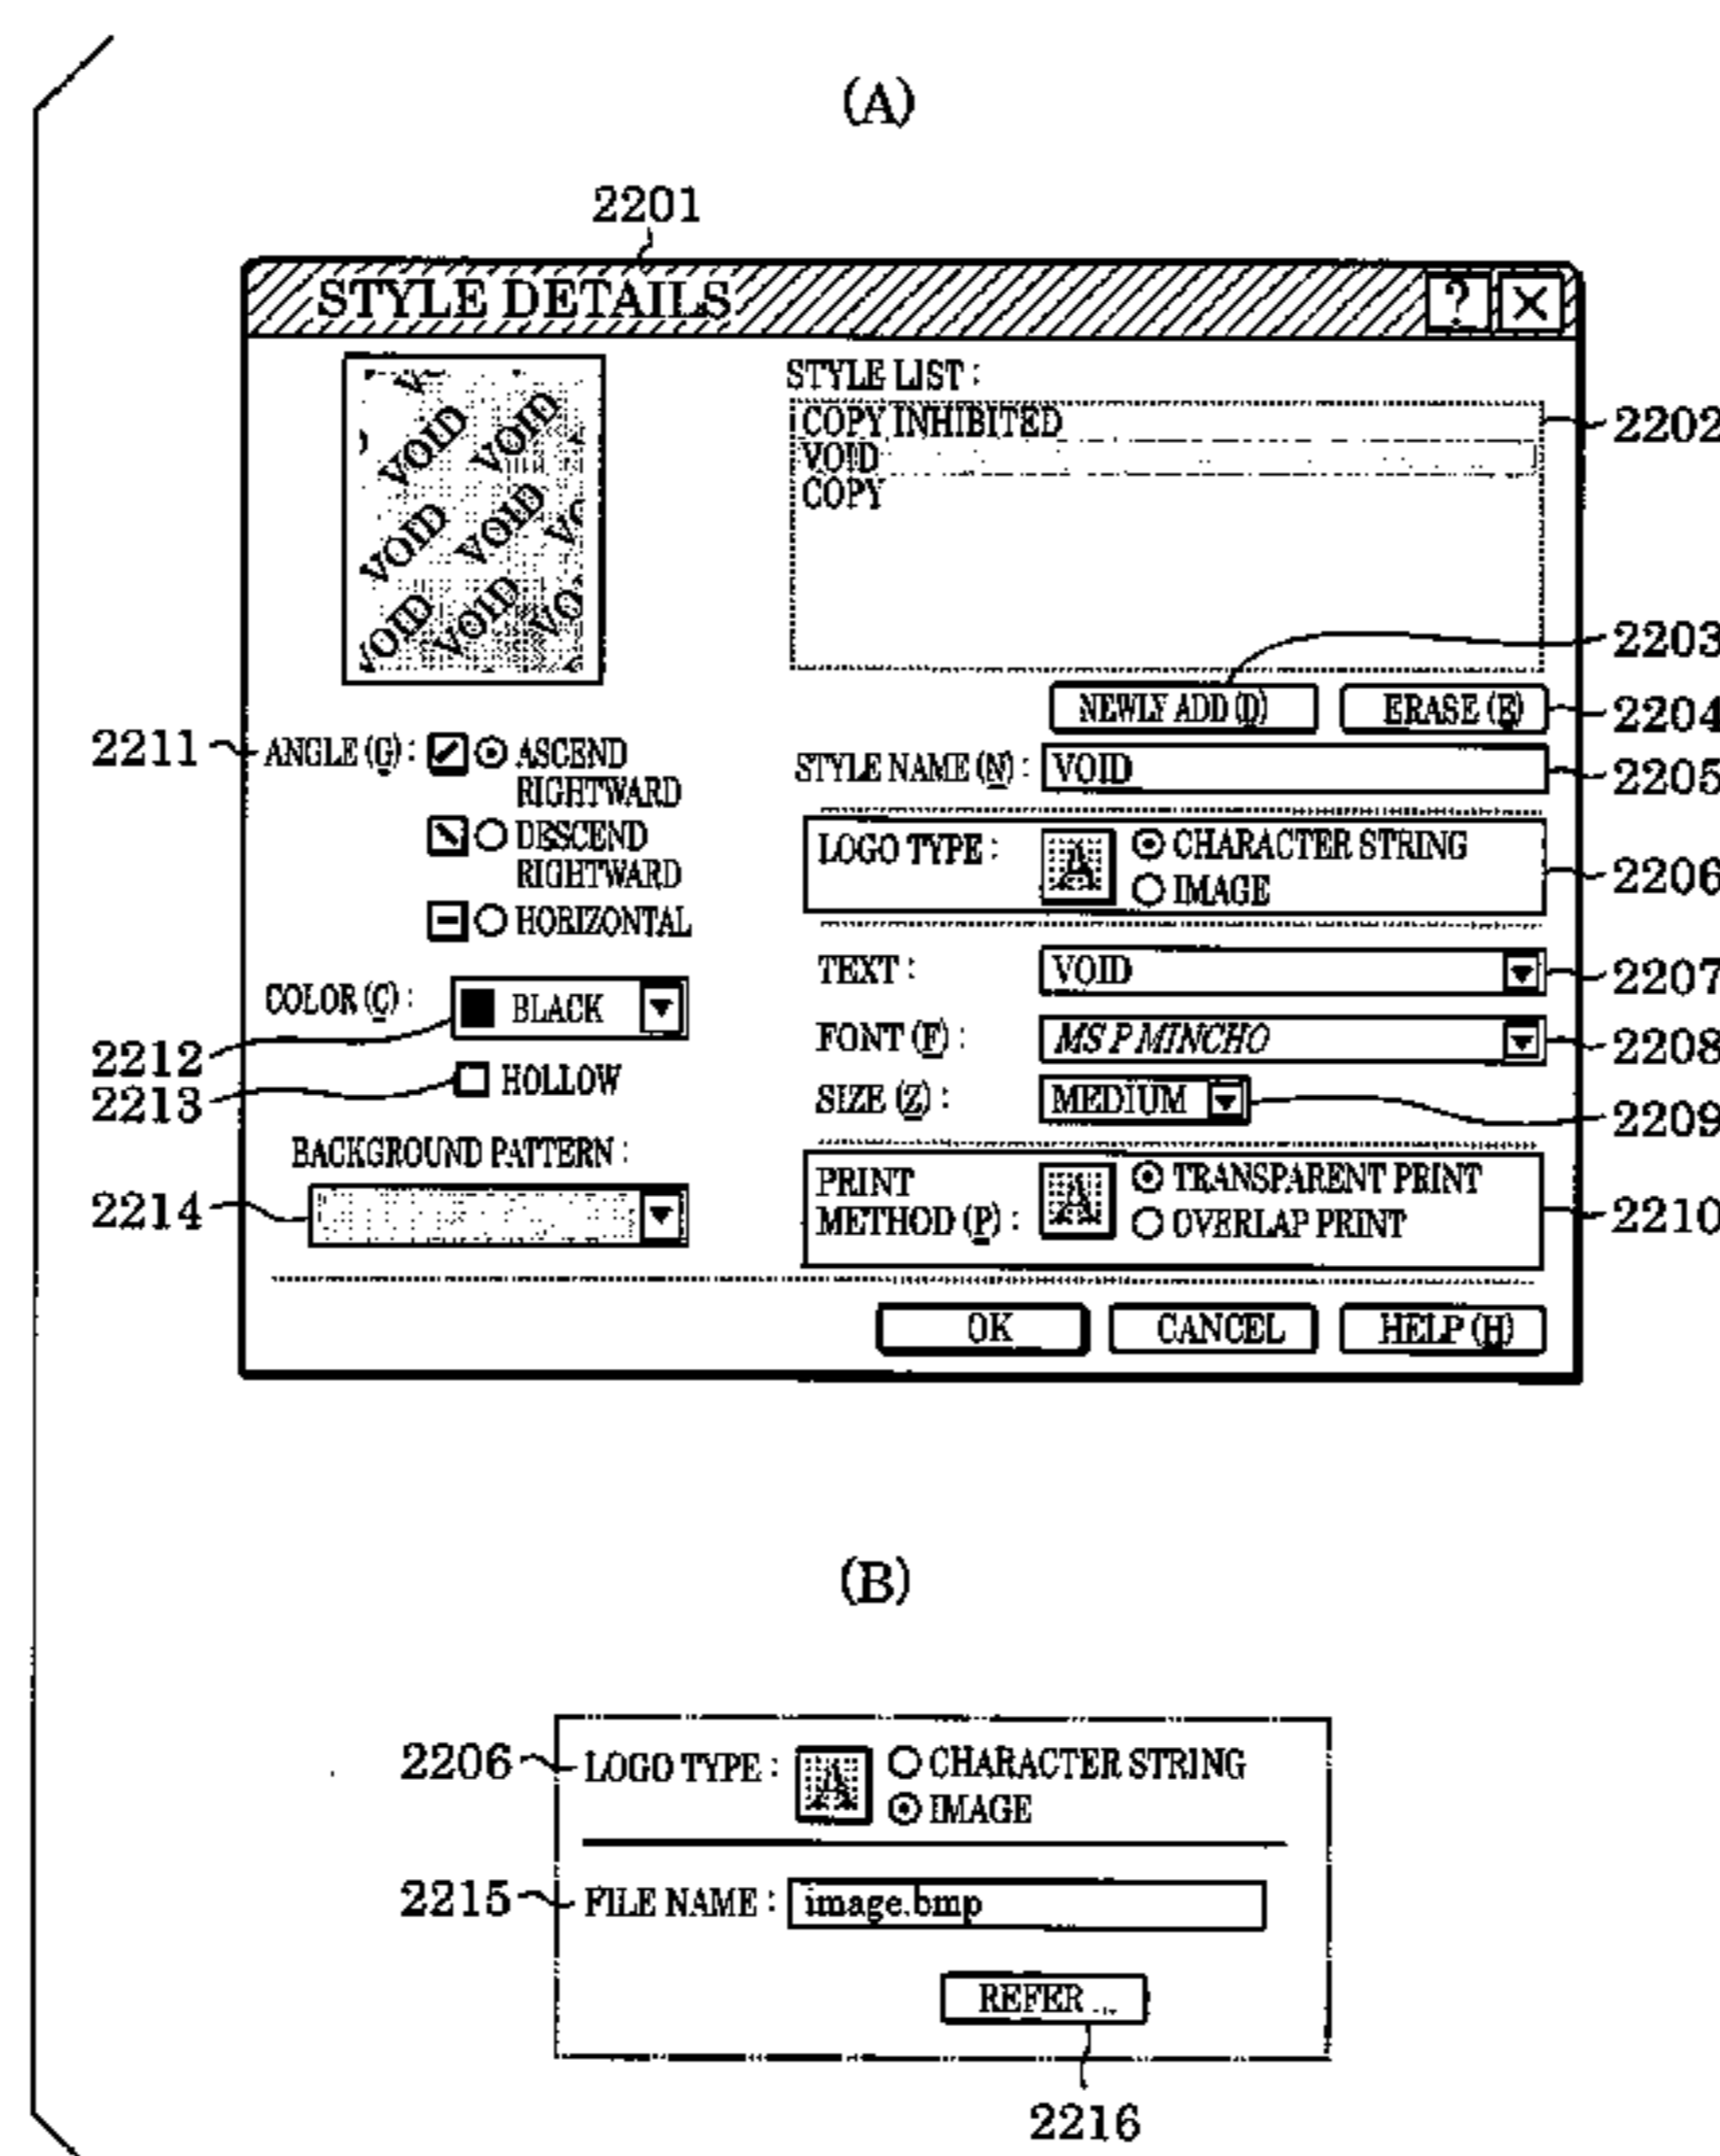 (A)
2201
STYLE DETAILS ? ×
VOID VOID
VOID VOID VO
VOID VOID VO
STYLE LIST :
COPY INHIBITED
VOID
COPY
2202
2203
NEWLY ADD (D) ERASE (E) 2204
2211 ANGLE (G) : ASCEND RIGHTWARD
DESCEND RIGHTWARD
HORIZONTAL
COLOR (C) : BLACK
2212
2213 HOLLOW
BACKGROUND PATTERN :
2214
STYLE NAME (N) : VOID 2205
LOGO TYPE : A CHARACTER STRING
IMAGE
2206
TEXT : VOID 2207
FONT (F) : MS P MINCHO 2208
SIZE (Z) : MEDIUM 2209
PRINT METHOD (P) : A TRANSPARENT PRINT
OVERLAP PRINT
2210
OK CANCEL HELP (H)
(B)
2206 LOGO TYPE : A CHARACTER STRING
IMAGE
2215 FILE NAME : image.bmp
REFER ...
2216